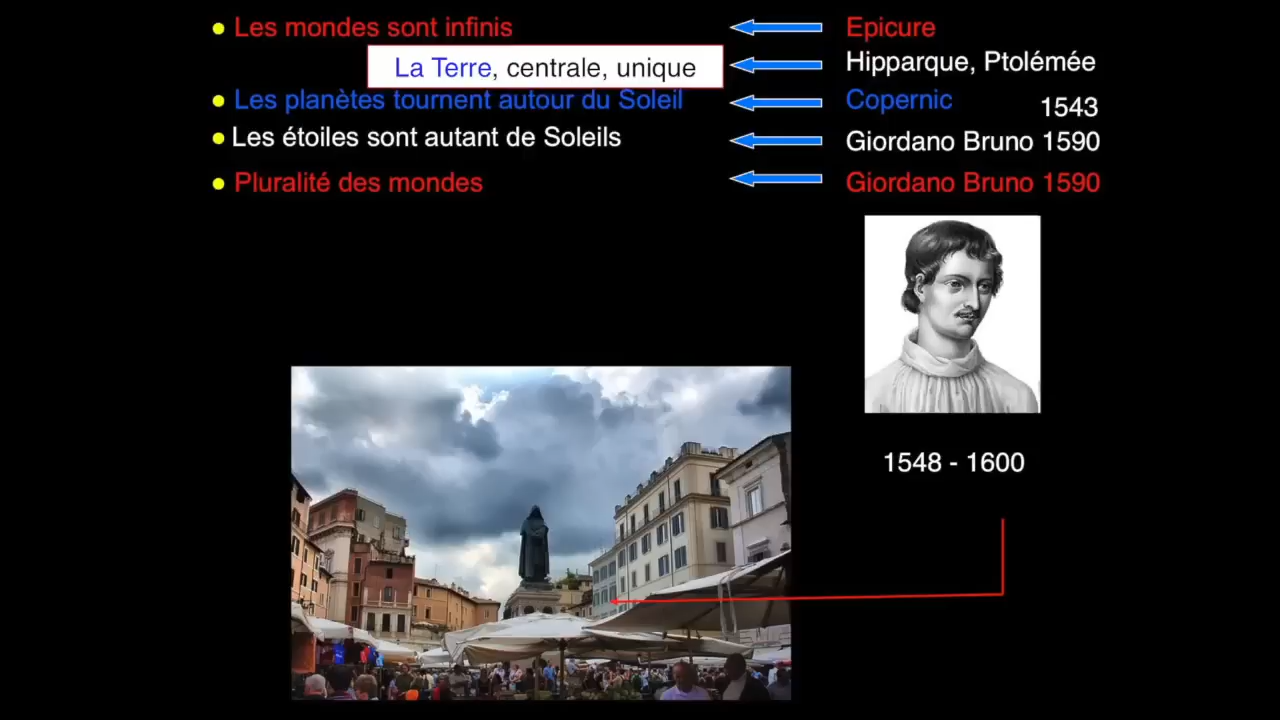 ● Les mondes sont infinis Epicure
La Terre, centrale, unique Hipparque, Ptolémée
● Les planètes tournent autour du Soleil Copernic 1543
● Les étoiles sont autant de Soleils Giordano Bruno 1590
● Pluralité des mondes Giordano Bruno 1590
1548 - 1600